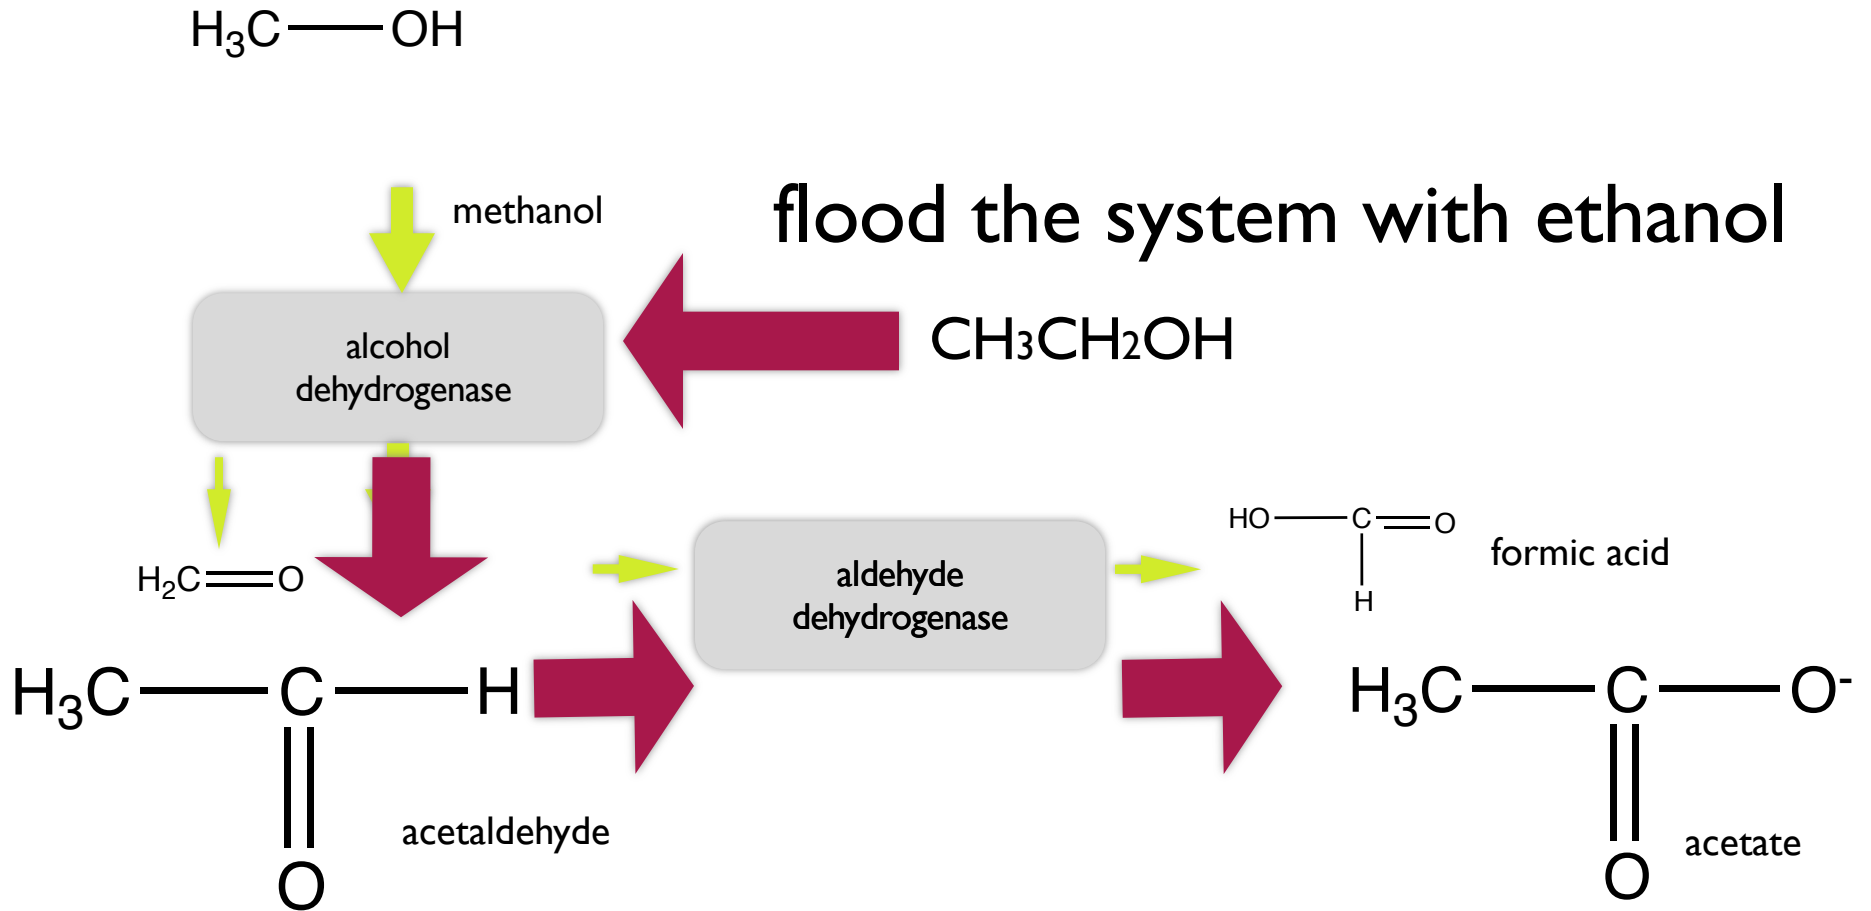 H₃C OH
methanol
flood the system with ethanol
alcohol
dehydrogenase
CH₃CH₂OH
H₂C O
aldehyde
dehydrogenase
HO C O
H
formic acid
H₃C C H
O
acetaldehyde
H₃C C O⁻
O
acetate